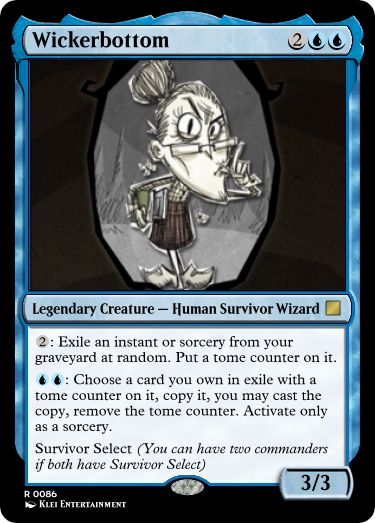 Wickerbottom 2
Legendary Creature — Human Survivor Wizard
2: Exile an instant or sorcery from your
graveyard at random. Put a tome counter on it.
: Choose a card you own in exile with a
tome counter on it, copy it, you may cast the
copy, remove the tome counter. Activate only
as a sorcery.
Survivor Select (You can have two commanders
if both have Survivor Select)
3/3
R 0086
KLEI ENTERTAINMENT